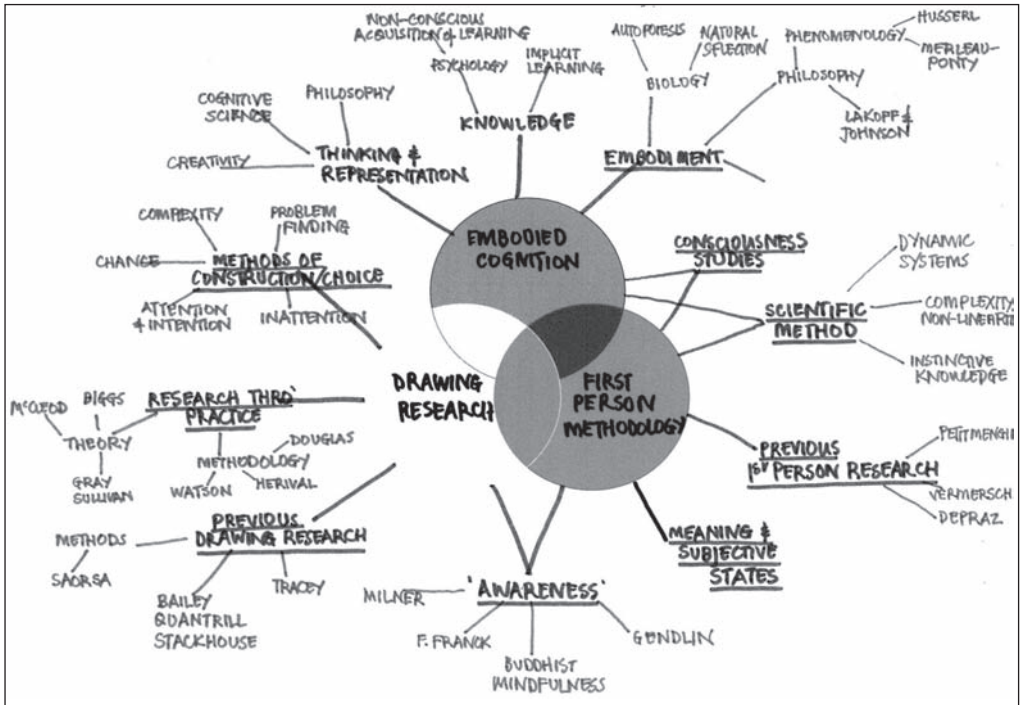 NON-CONSCIOUS
ACQUISITION of LEARNING
PSYCHOLOGY
IMPLICIT
LEARNING
KNOWLEDGE
AUTOPOESIS
NATURAL
SELECTION
BIOLOGY
PHENOMENOLOGY
HUSSERL
MERLEAU-
PONTY
PHILOSOPHY
LAKOFF &
JOHNSON
EMBODIMENT
COGNITIVE
SCIENCE
PHILOSOPHY
CREATIVITY
THINKING &
REPRESENTATION
COMPEXITY
PROBLEM
FINDING
CHANGE
METHODS OF
CONSTRUCTION/CHOICE
ATTENTION
& INTENTION
INATTENTION
EMBODIED
COGNITION
CONSCIOUSNESS
STUDIES
DYNAMIC
SYSTEMS
SCIENTIFIC
METHOD
COMPLEXITY
INSTINCTIVE
KNOWLEDGE
DRAWING
RESEARCH
FIRST
PERSON
METHODOLOGY
McCLEOD
BIGGS
RESEARCH THRO'
PRACTICE
THEORY
GRAY
SULLIVAN
METHODOLOGY
DOUGLAS
WATSON
HERIVAL
PREVIOUS
1ST PERSON RESEARCH
VERMERSCH
DEPRAZ
METHODS
SAORSA
PREVIOUS
DRAWING RESEARCH
BAILEY
QUANTRILL
STACKHOUSE
TRACEY
MEANING &
SUBJECTIVE
STATES
'AWARENESS'
MILNER
F. FRANCK
BUDDHIST
MINDFULNESS
GENDLIN